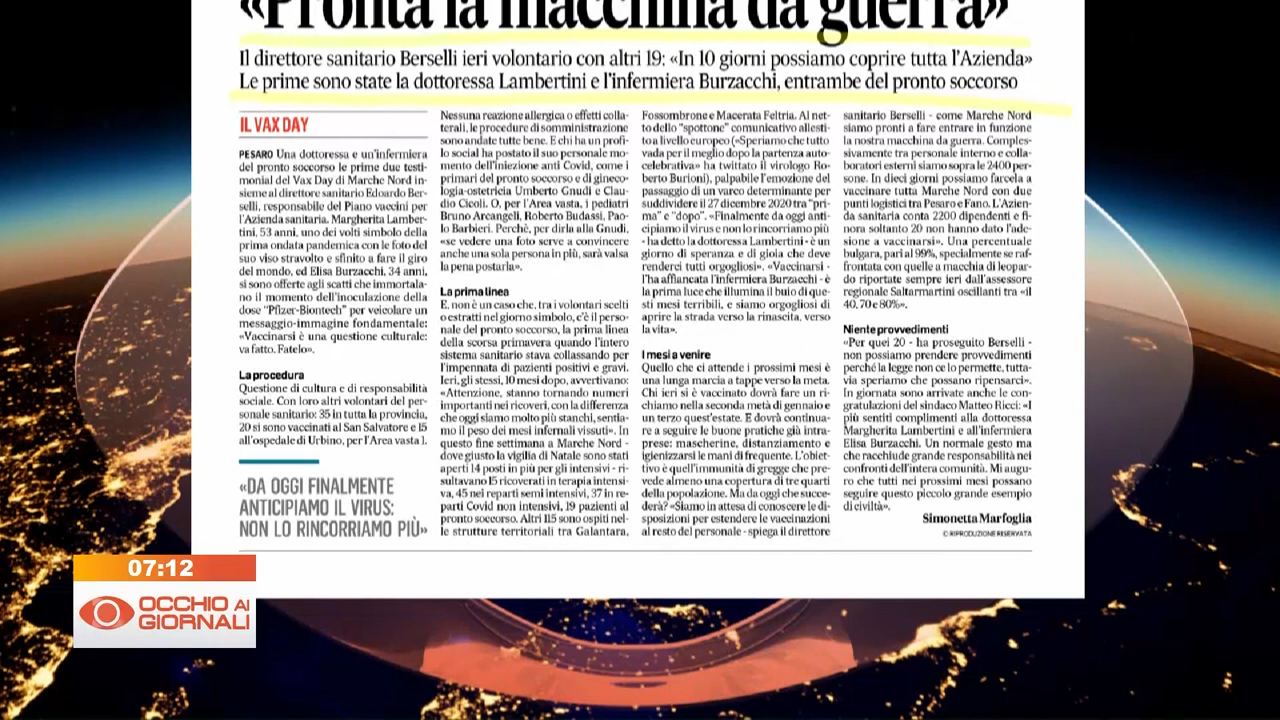 «Pronta la macchina da guerra»
Il direttore sanitario Berselli ieri volontario con altri 19: «In 10 giorni possiamo coprire tutta l'Azienda»
Le prime sono state la dottoressa Lambertini e l'infermiera Burzacchi, entrambe del pronto soccorso
IL VAX DAY
PESARO Una dottoressa e un'infermiera
del pronto soccorso le prime due testi-
monial del Vax Day di Marche Nord in-
sieme al direttore sanitario Edoardo Ber-
selli, responsabile del Piano vaccini per
l'Azienda sanitaria. Margherita Lamber-
tini, 53 anni, uno dei volti simbolo della
prima ondata pandemica con le foto del
suo viso stravolto e sfinito a fare il giro
del mondo, ed Elisa Burzacchi, 34 anni,
si sono offerte agli scatti che immortala-
no il momento dell'inoculazione della
dose "Pfizer-Biontech" per veicolare un
messaggio-immagine fondamentale:
«Vaccinarsi è una questione culturale:
va fatto. Fatelo».
La procedura
Questione di cultura e di responsabilità
sociale. Con loro altri volontari del per-
sonale sanitario: 35 in tutta la provincia,
20 si sono vaccinati al San Salvatore e 15
all'ospedale di Urbino, per l'Area vasta 1.
«DA OGGI FINALMENTE
ANTICIPIAMO IL VIRUS:
NON LO RINCORRIAMO PIÙ»
Nessuna reazione allergica o effetti colla-
terali, le procedure di somministrazione
sono andate tutte bene. E chi ha un profi-
lo social ha postato il suo personale mo-
mento dell'iniezione anti Covid, come i
primari del pronto soccorso e di gineco-
logia-ostetricia Umberto Gnudi e Clau-
dio Cicoli. O, per l'Area vasta, i pediatri
Bruno Arcangeli, Roberto Budassi, Pao-
lo Barbieri. Perchè, per dirla alla Gnudi,
«se vedere una foto serve a convincere
anche una sola persona in più, sarà valsa
la pena postarla».
La prima linea
E, non è un caso che, tra i volontari scelti
o estratti nel giorno simbolo, c'è il perso-
nale del pronto soccorso, la prima linea
della scorsa primavera quando l'intero
sistema sanitario stava collassando per
l'impennata di pazienti positivi e gravi.
Ieri, gli stessi, 10 mesi dopo, avvertivano:
«Attenzione, stanno tornando numeri
importanti nei ricoveri, con la differenza
che oggi siamo molto più stanchi, sentia-
mo il peso dei mesi infernali vissuti». In
questo fine settimana a Marche Nord -
dove giusto la vigilia di Natale sono stati
aperti 14 posti in più per gli intensivi - ri-
sultavano 15 ricoverati in terapia intensi-
va, 45 nei reparti semi intensivi, 37 in re-
parti Covid non intensivi, 19 pazienti al
pronto soccorso. Altri 115 sono ospiti nel-
le strutture territoriali tra Galantara,
Fossombrone e Macerata Feltria. Al net-
to dello "spottone" comunicativo allesti-
to a livello europeo («Speriamo che tutto
vada per il meglio dopo la partenza auto-
celebrativa» ha twittato il virologo Ro-
berto Burioni), palpabile l'emozione del
passaggio di un varco determinante per
suddividere il 27 dicembre 2020 tra "pri-
ma" e "dopo". «Finalmente da oggi anti-
cipiamo il virus e non lo rincorriamo più
- ha detto la dottoressa Lambertini - è un
giorno di speranza e di gioia che deve
renderci tutti orgogliosi». «Vaccinarsi -
l'ha affiancata l'infermiera Burzacchi - è
la prima luce che illumina il buio di que-
sti mesi terribili, e siamo orgogliosi di
aprire la strada verso la rinascita, verso
la vita».
I mesi a venire
Quello che ci attende i prossimi mesi è
una lunga marcia a tappe verso la meta.
Chi ieri si è vaccinato dovrà fare un ri-
chiamo nella seconda metà di gennaio e
un terzo quest'estate. E dovrà continua-
re a seguire le buone pratiche già intra-
prese: mascherine, distanziamento e
igienizzarsi le mani di frequente. L'obiet-
tivo è quell'immunità di gregge che pre-
vede almeno una copertura di tre quarti
della popolazione. Ma da oggi che succe-
derà? «Siamo in attesa di conoscere le di-
sposizioni per estendere le vaccinazioni
al resto del personale - spiega il direttore
sanitario Berselli - come Marche Nord
siamo pronti a fare entrare in funzione
la nostra macchina da guerra. Comples-
sivamente tra personale interno e colla-
boratori esterni siamo sopra le 2400 per-
sone. In dieci giorni possiamo farcela a
vaccinare tutta Marche Nord con due
punti logistici tra Pesaro e Fano. L'Azien-
da sanitaria conta 2200 dipendenti e fi-
nora soltanto 20 non hanno dato l'ade-
sione a vaccinarsi». Una percentuale
bulgara, pari al 99%, specialmente se raf-
frontata con quelle a macchia di leopar-
do riportate sempre ieri dall'assessore
regionale Saltarmartini oscillanti tra «il
40, 70 e 80%».
Niente provvedimenti
«Per quei 20 - ha proseguito Berselli -
non possiamo prendere provvedimenti
perché la legge non ce lo permette, tutta-
via speriamo che possano ripensarci».
In giornata sono arrivate anche le con-
gratulazioni del sindaco Matteo Ricci: «I
più sentiti complimenti alla dottoressa
Margherita Lambertini e all'infermiera
Elisa Burzacchi. Un normale gesto ma
che racchiude grande responsabilità nei
confronti dell'intera comunità. Mi augu-
ro che tutti nei prossimi mesi possano
seguire questo piccolo grande esempio
di civiltà».
Simonetta Marfoglia
© RIPRODUZIONE RISERVATA
07:12
OCCHIO AI
GIORNALI